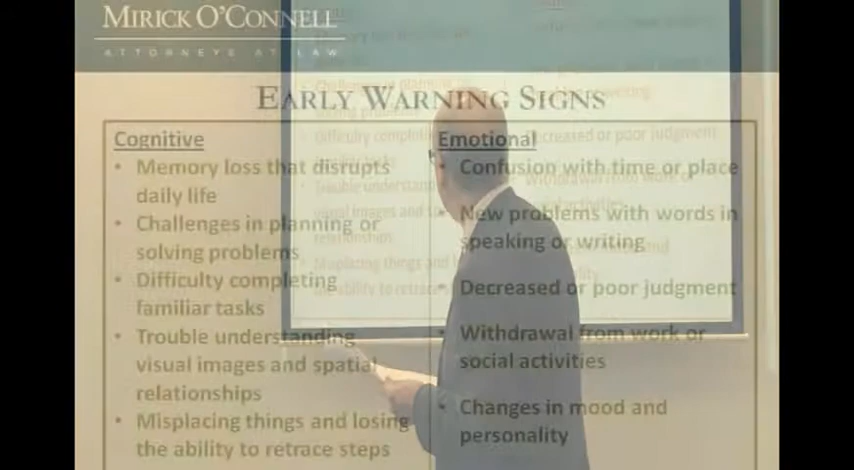 MIRICK O'CONNELL
ATTORNEYS AT LAW
EARLY WARNING SIGNS
Cognitive
• Memory loss that disrupts
daily life
• Challenges in planning or
solving problems
• Difficulty completing
familiar tasks
• Trouble understanding
visual images and spatial
relationships
• Misplacing things and losing
the ability to retrace steps
Emotional
• Confusion with time or place
• New problems with words in
speaking or writing
• Decreased or poor judgment
• Withdrawal from work or
social activities
• Changes in mood and
personality